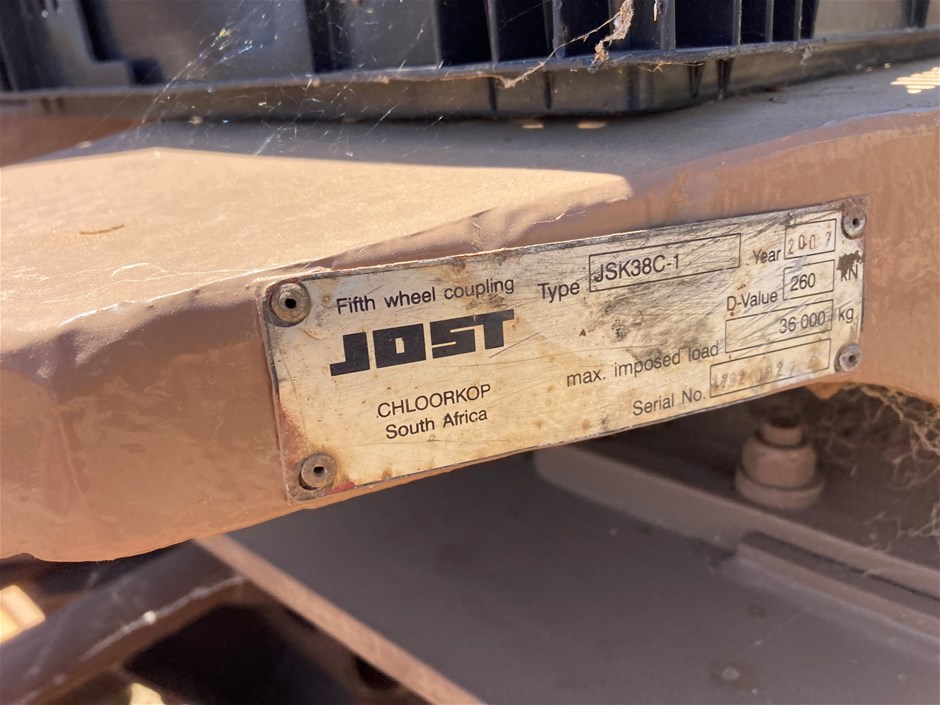 Fifth wheel coupling
JOST
CHLOORKOP
South Africa
Type JSK38C-1
Year 2007
D-Value 260 KN
max. imposed load 36 000 kg
Serial No.